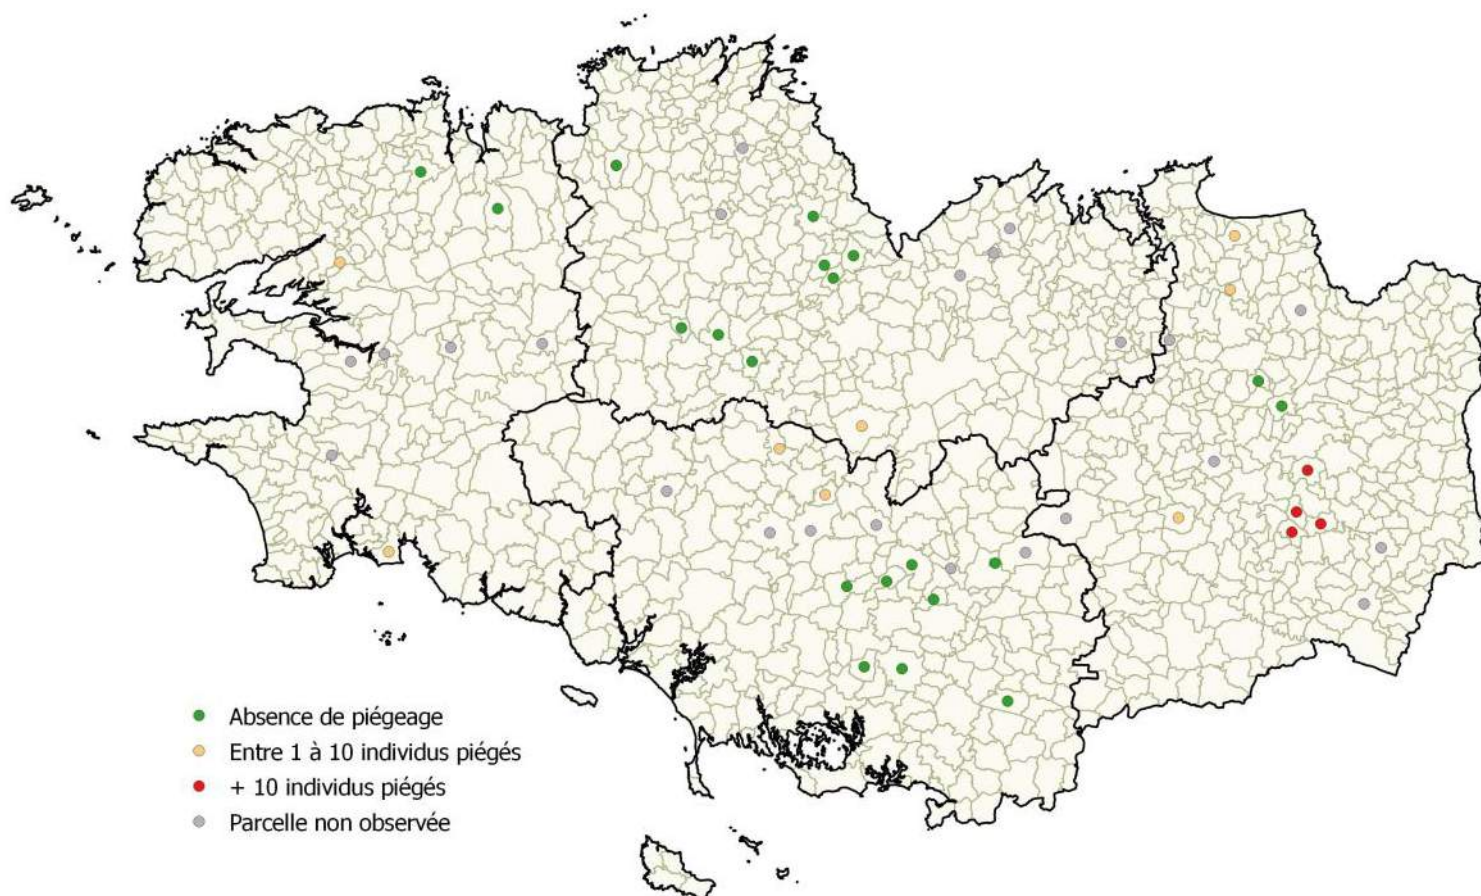 Absence de piégeage
Entre 1 à 10 individus piégés
+ 10 individus piégés
Parcelle non observée